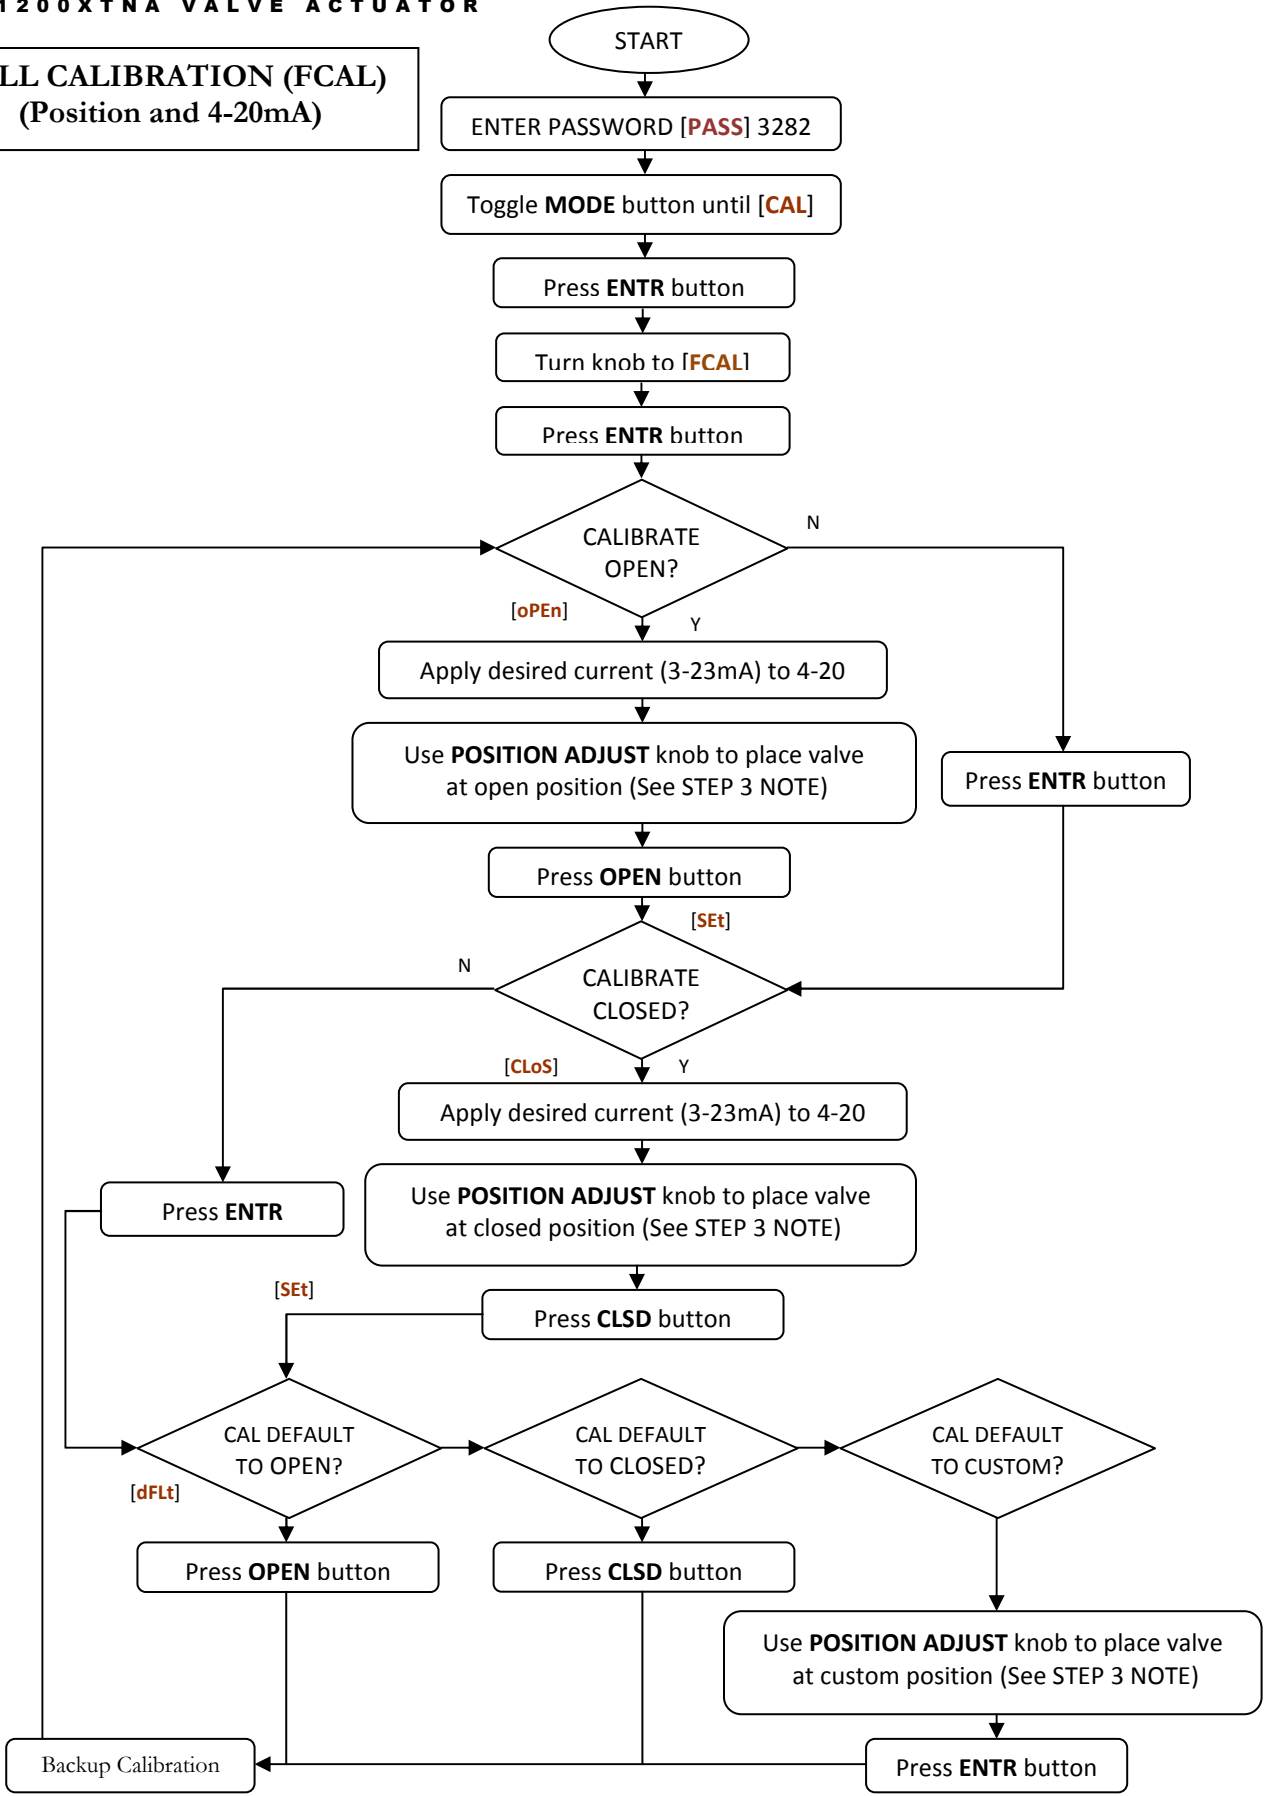 1200XTNA VALVE ACTUATOR
START
LL CALIBRATION (FCAL)
(Position and 4-20mA)
ENTER PASSWORD [PASS] 3282
Toggle MODE button until [CAL]
Press ENTR button
Turn knob to [FCAL]
Press ENTR button
N
CALIBRATE
OPEN?
[oPEn]
Y
Apply desired current (3-23mA) to 4-20
Use POSITION ADJUST knob to place valve
at open position (See STEP 3 NOTE)
Press ENTR button
Press OPEN button
[SEt]
N
CALIBRATE
CLOSED?
[CLoS]
Y
Apply desired current (3-23mA) to 4-20
Press ENTR
Use POSITION ADJUST knob to place valve
at closed position (See STEP 3 NOTE)
[SEt]
Press CLSD button
CAL DEFAULT
TO OPEN?
CAL DEFAULT
TO CLOSED?
CAL DEFAULT
TO CUSTOM?
[dFLt]
Press OPEN button
Press CLSD button
Use POSITION ADJUST knob to place valve
at custom position (See STEP 3 NOTE)
Backup Calibration
Press ENTR button